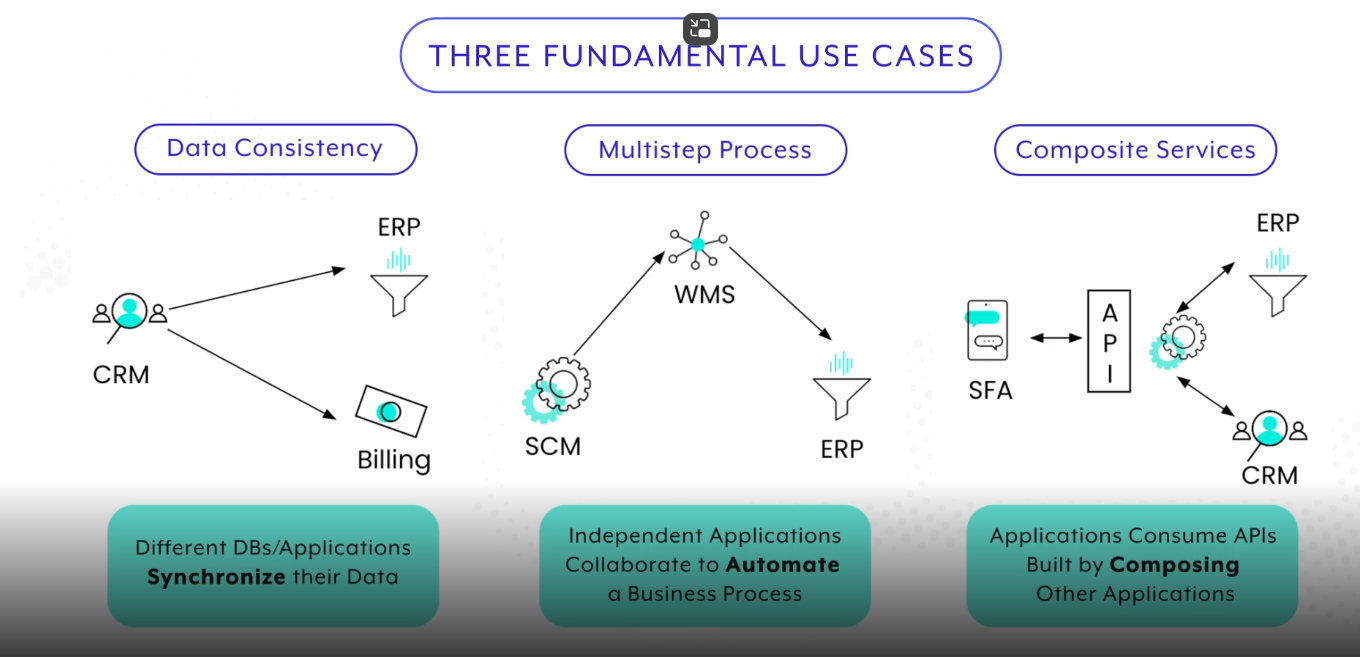 THREE FUNDAMENTAL USE CASES
Data Consistency
ERP
CRM
Billing
Different DBs/Applications
Synchronize their Data
Multistep Process
WMS
SCM
ERP
Independent Applications
Collaborate to Automate
a Business Process
Composite Services
ERP
SFA
A
P
I
CRM
Applications Consume APIs
Built by Composing
Other Applications